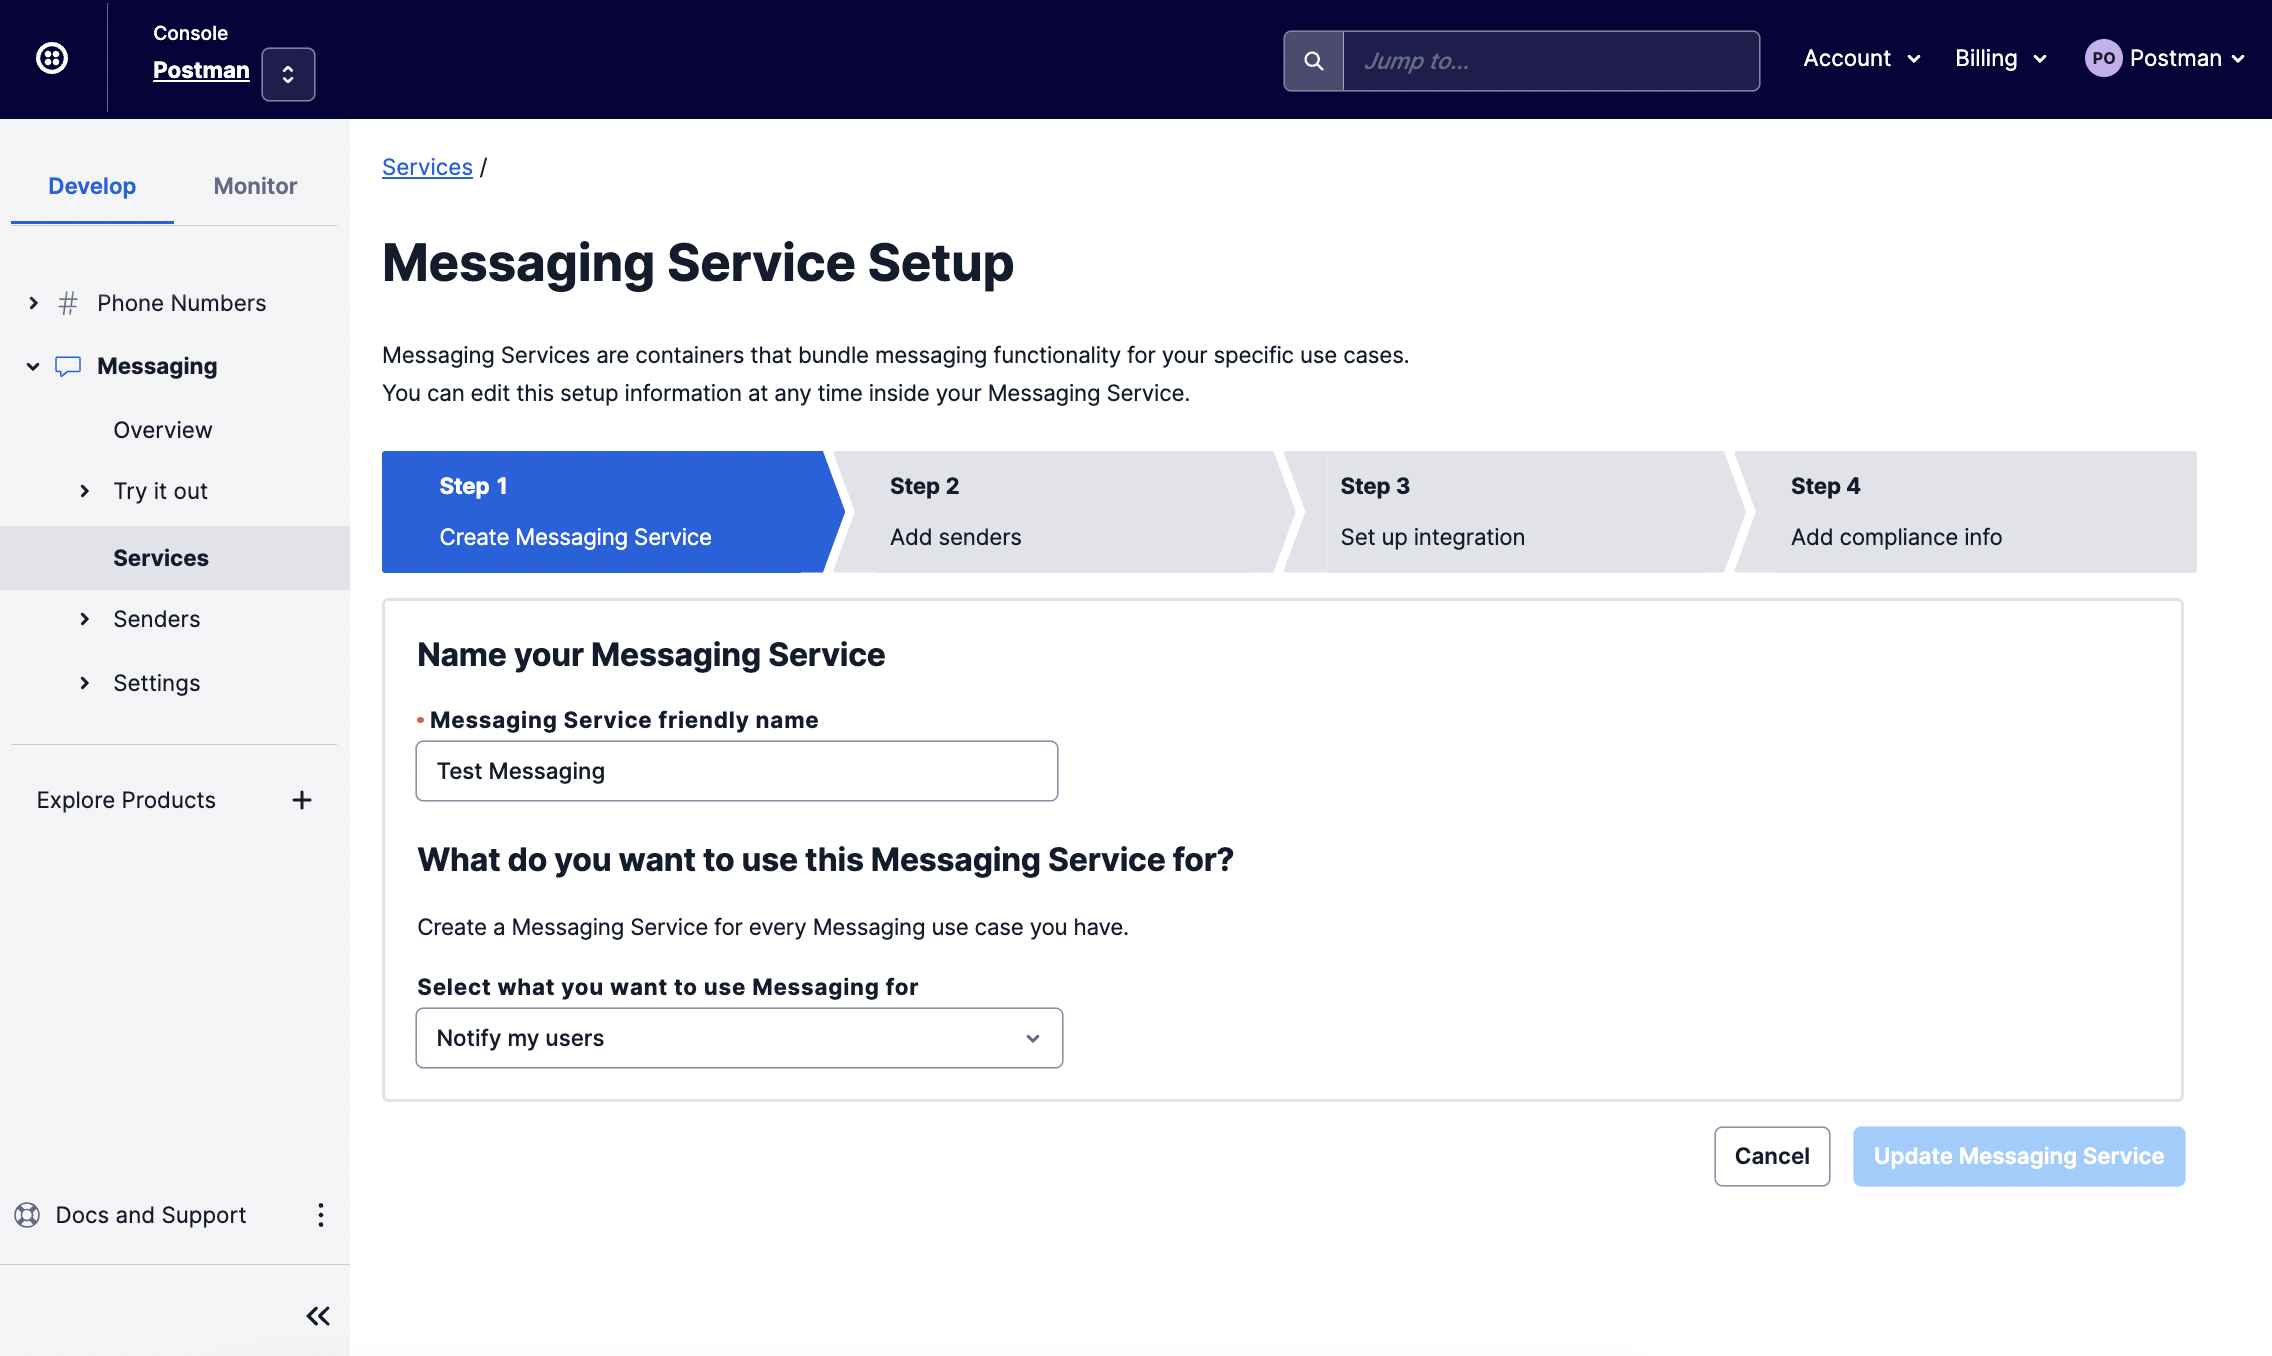 Console
Postman
Jump to...
Account
Billing
PO Postman
Develop Monitor
# Phone Numbers
Messaging
Overview
Try it out
Services
Senders
Settings
Explore Products +
Docs and Support
Services /
Messaging Service Setup
Messaging Services are containers that bundle messaging functionality for your specific use cases.
You can edit this setup information at any time inside your Messaging Service.
Step 1
Create Messaging Service
Step 2
Add senders
Step 3
Set up integration
Step 4
Add compliance info
Name your Messaging Service
Messaging Service friendly name
Test Messaging
What do you want to use this Messaging Service for?
Create a Messaging Service for every Messaging use case you have.
Select what you want to use Messaging for
Notify my users
Cancel
Update Messaging Service